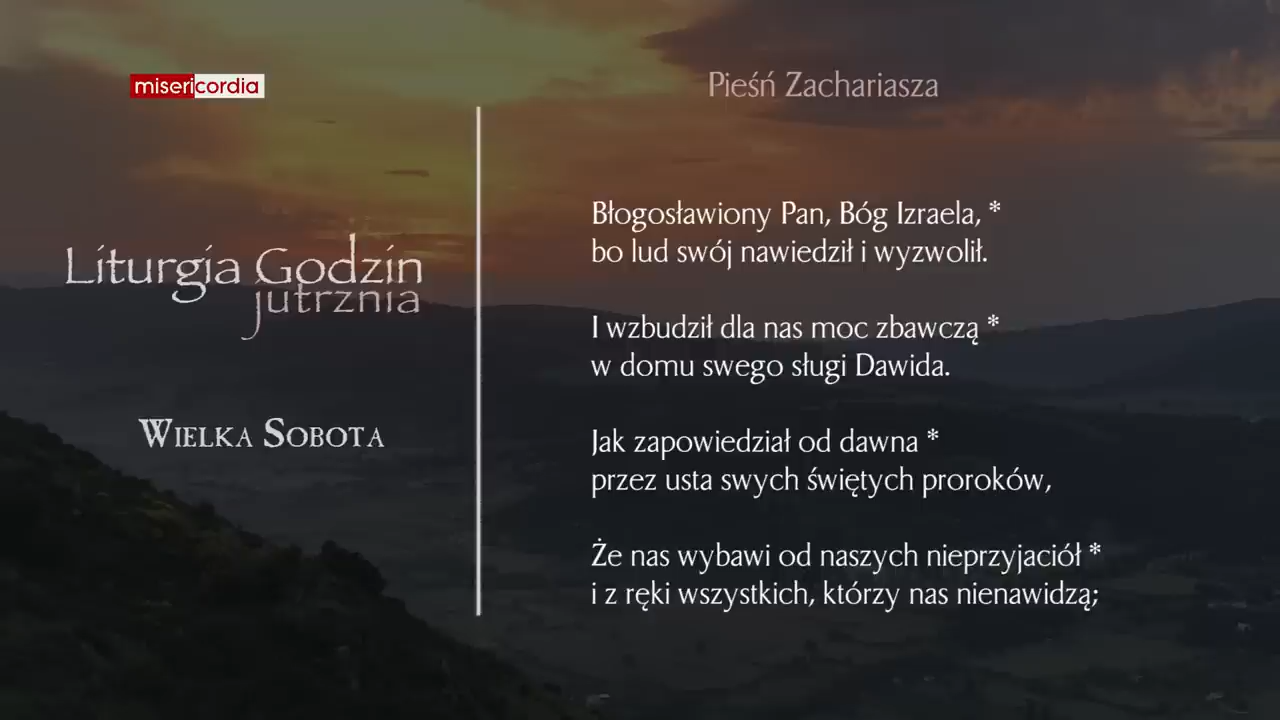 misericordia
Liturgia Godzin
jutrznia
Wielka Sobota
Pieśń Zachariasza
Błogosławiony Pan, Bóg Izraela, *
bo lud swój nawiedził i wyzwolił.
I wzbudził dla nas moc zbawczą *
w domu swego sługi Dawida.
Jak zapowiedział od dawna *
przez usta swych świętych proroków,
Że nas wybawi od naszych nieprzyjaciół *
i z ręki wszystkich, którzy nas nienawidzą;